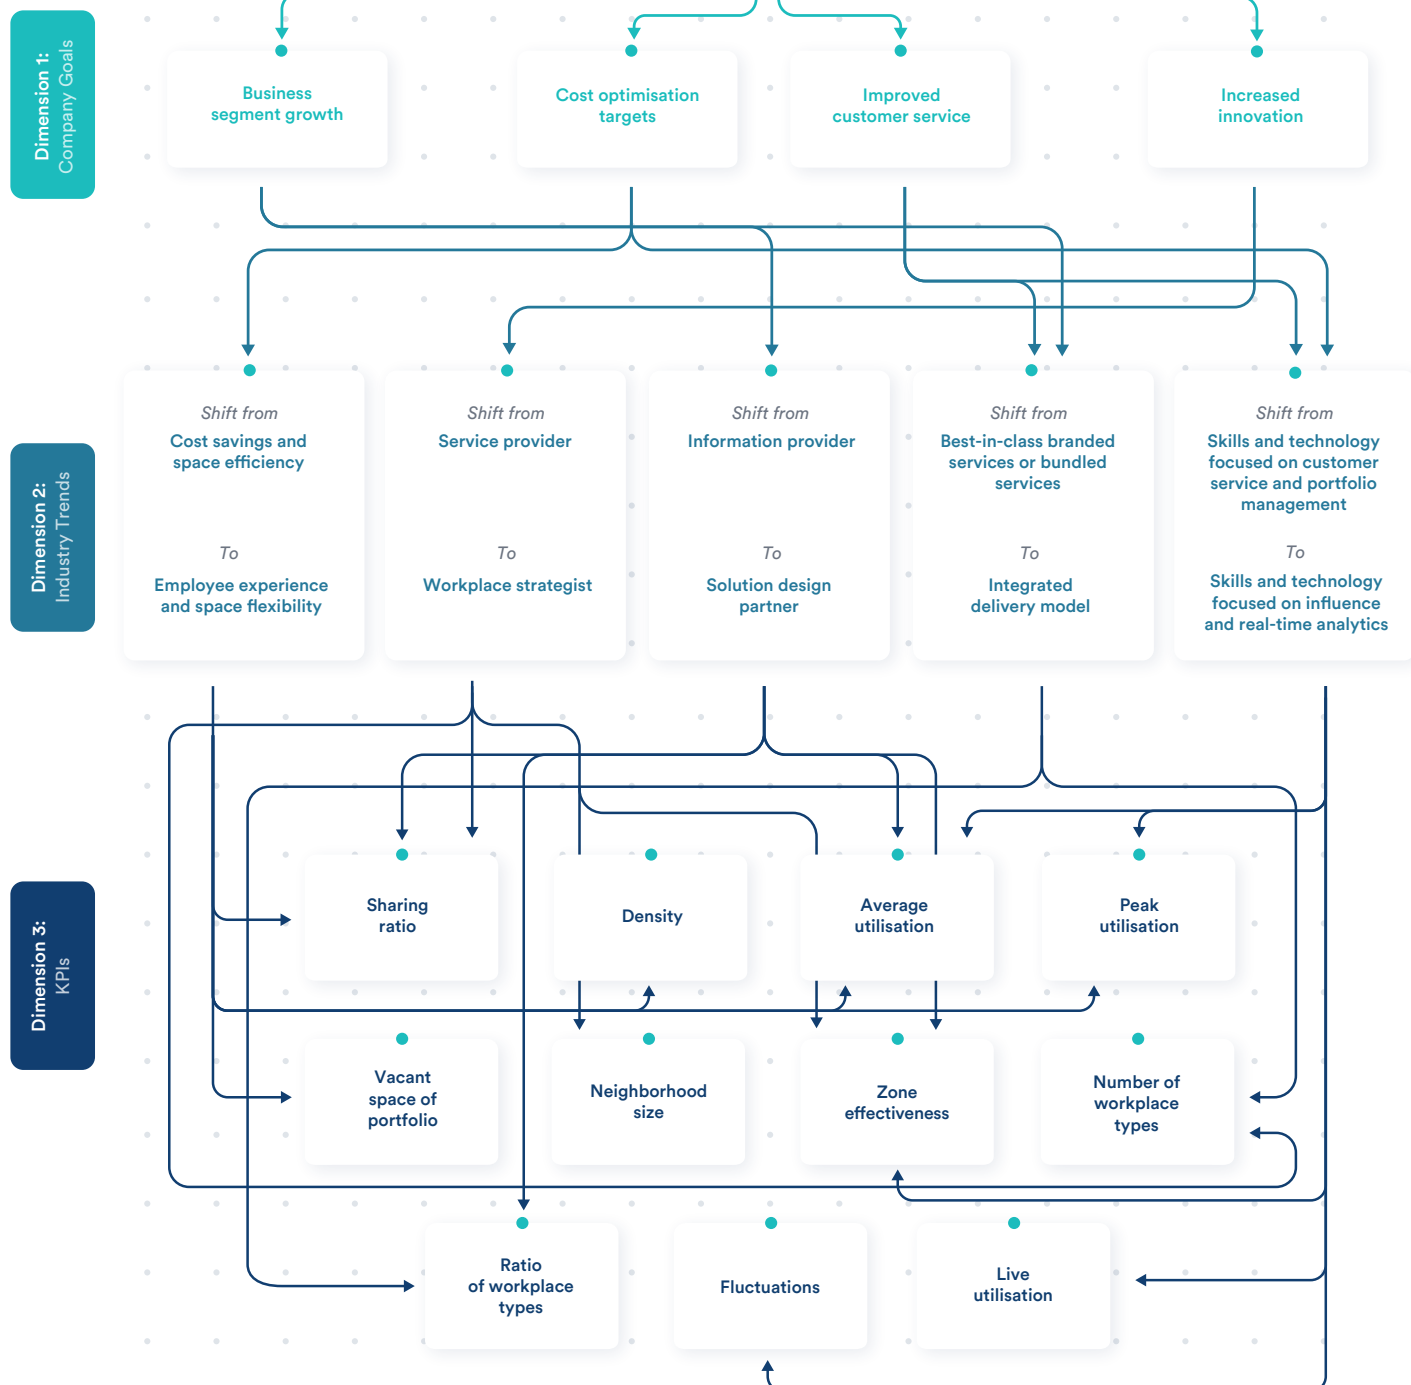 Dimension 1:
Company Goals
Business
segment growth
Cost optimisation
targets
Improved
customer service
Increased
innovation
Dimension 2:
Industry Trends
Shift from
Cost savings and
space efficiency
To
Employee experience
and space flexibility
Shift from
Service provider
To
Workplace strategist
Shift from
Information provider
To
Solution design
partner
Shift from
Best-in-class branded
services or bundled
services
To
Integrated
delivery model
Shift from
Skills and technology
focused on customer
service and portfolio
management
To
Skills and technology
focused on influence
and real-time analytics
Dimension 3:
KPIs
Sharing
ratio
Density
Average
utilisation
Peak
utilisation
Vacant
space of
portfolio
Neighborhood
size
Zone
effectiveness
Number of
workplace
types
Ratio
of workplace
types
Fluctuations
Live
utilisation